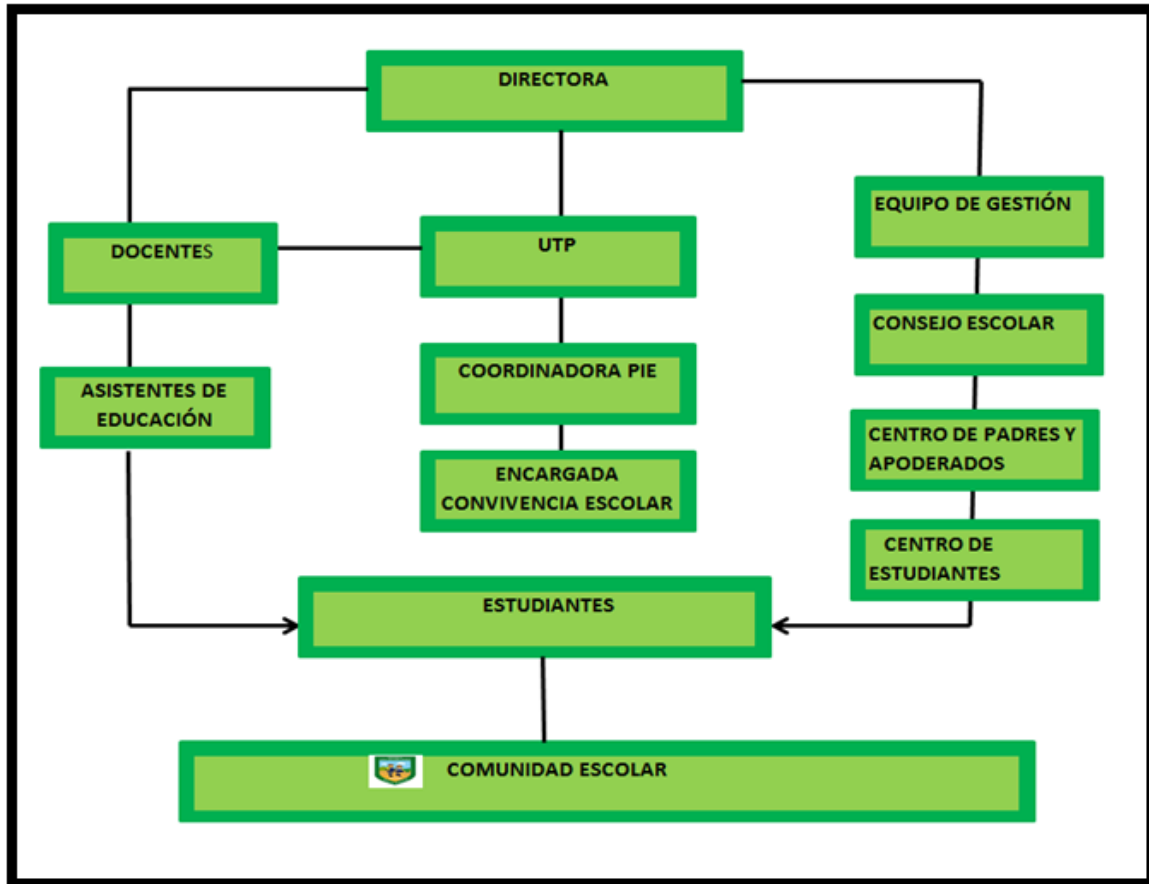 DIRECTORA
EQUIPO DE GESTIÓN
DOCENTES
UTP
CONSEJO ESCOLAR
COORDINADORA PIE
ASISTENTES DE
EDUCACIÓN
CENTRO DE PADRES Y
APODERADOS
ENCARGADA
CONVIVENCIA ESCOLAR
CENTRO DE
ESTUDIANTES
ESTUDIANTES
COMUNIDAD ESCOLAR